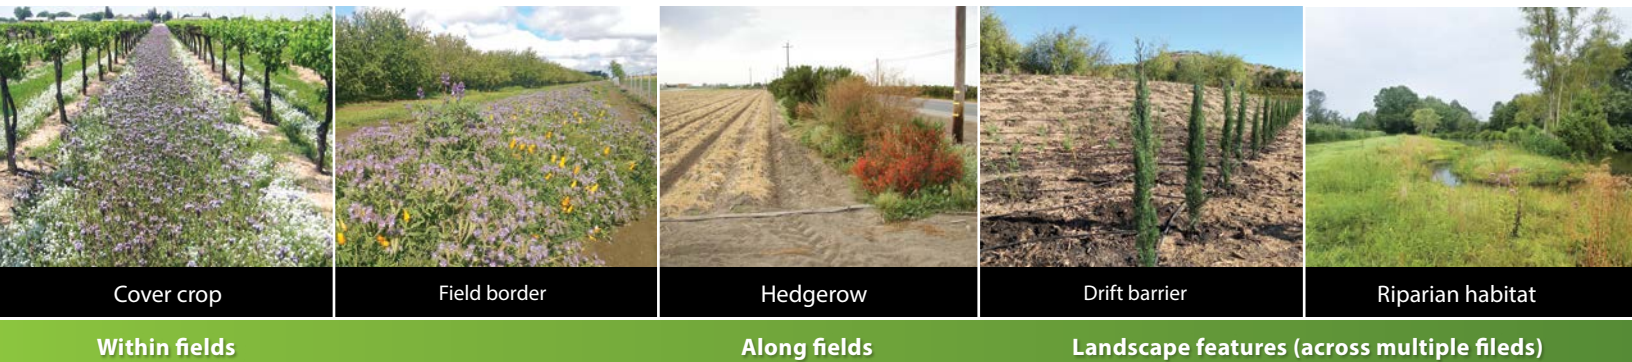 Cover crop
Field border
Hedgerow
Drift barrier
Riparian habitat
Within fields
Along fields
Landscape features (across multiple fileds)